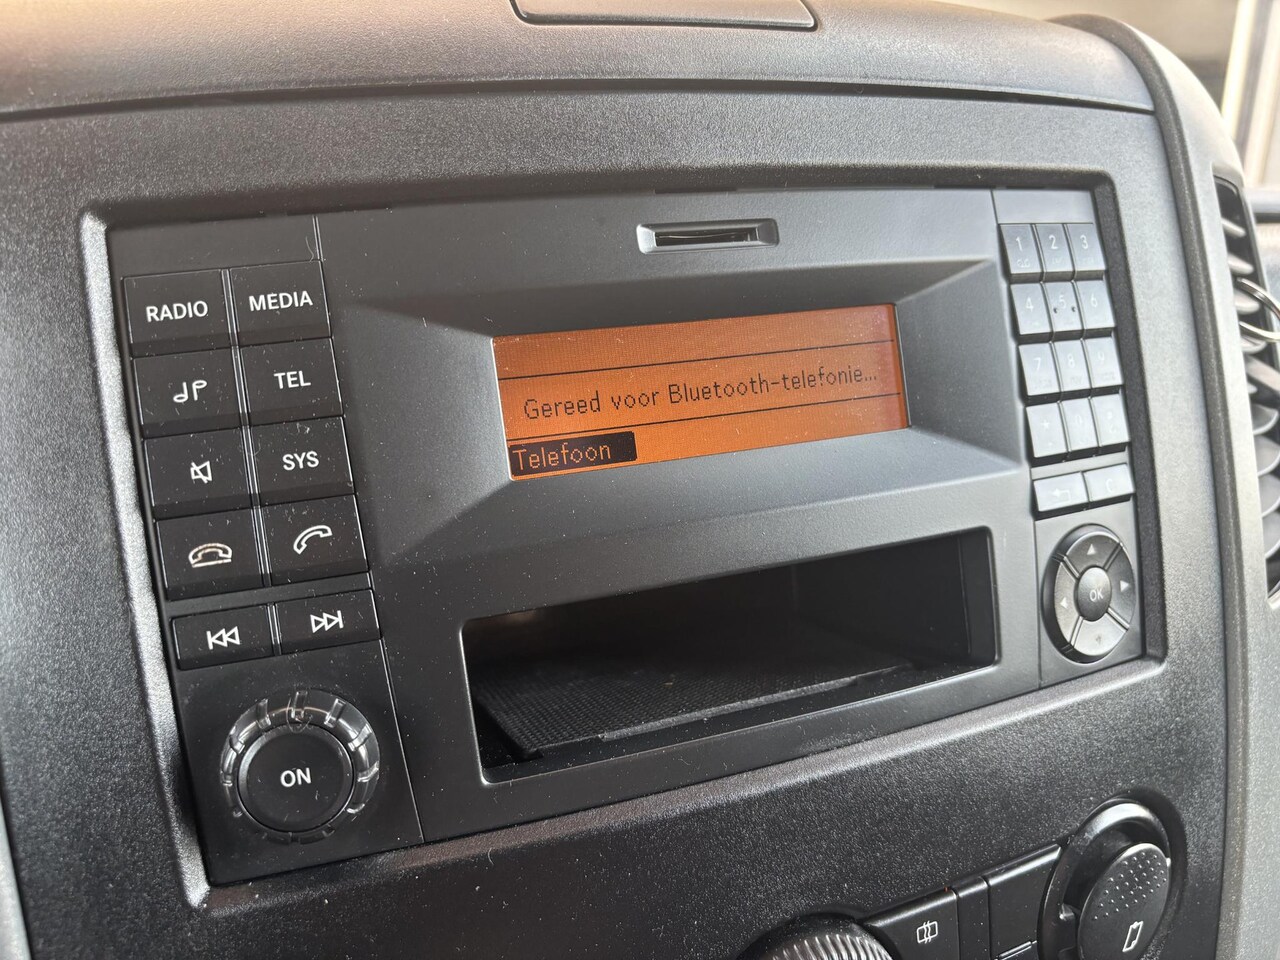 RADIO MEDIA
TEL
SYS
ON
Gereed voor Bluetooth-telefonie...
Telefoon
1 2 3
4 5 6
7 8 9
* 0 #
C
OK